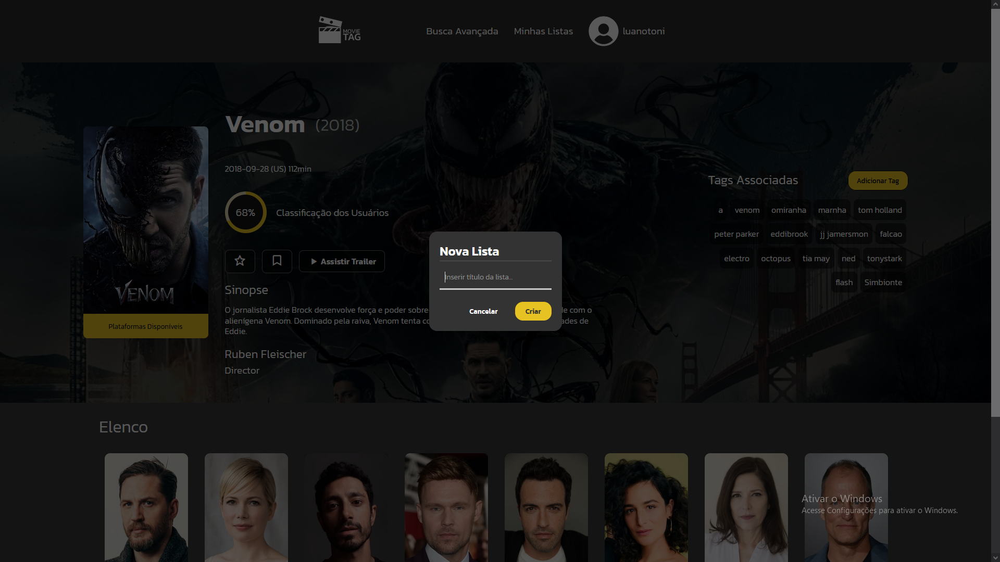 MOVIE
TAG
Busca Avançada
Minhas Listas
luanotoni
Venom (2018)
2018-09-28 (US) 112min
68%
Classificação dos Usuários
Assistir Trailer
Sinopse
O jornalista Eddie Brock desenvolve força e poder sobre de com o
alienígena Venom. Dominado pela raiva, Venom tenta co ades de
Eddie.
Ruben Fleischer
Director
VENOM
Plataformas Disponíveis
Nova Lista
Inserir título da lista...
Cancelar
Criar
Tags Associadas
Adicionar Tag
a venom omiranha marnha tom holland
peter parker eddibrook jj jamersmon falcao
electro octopus tia may ned tonystark
flash Simbionte
Elenco
Ativar o Windows
Acesse Configurações para ativar o Windows.